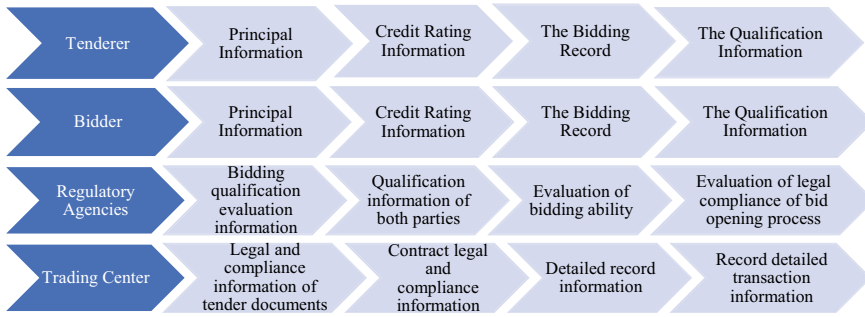 Tenderer
Principal
Information
Credit Rating
Information
The Bidding
Record
The Qualification
Information
Bidder
Principal
Information
Credit Rating
Information
The Bidding
Record
The Qualification
Information
Regulatory
Agencies
Bidding
qualification
evaluation
information
Qualification
information of
both parties
Evaluation of
bidding ability
Evaluation of legal
compliance of bid
opening process
Trading Center
Legal and
compliance
information of
tender documents
Contract legal
and
compliance
information
Detailed record
information
Record detailed
transaction
information